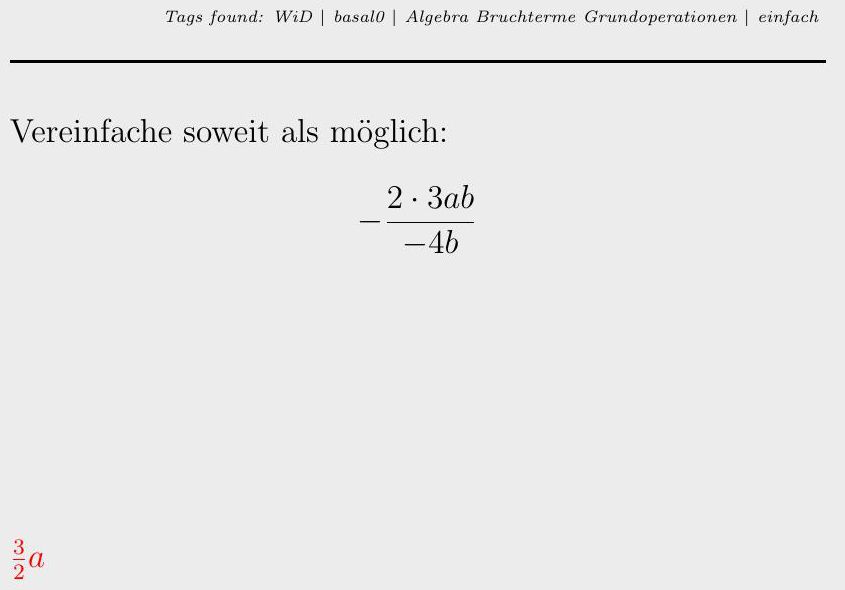 Tags found: WiD | basal0 | Algebra Bruchterme Grundoperationen | einfach
Vereinfache soweit als möglich:
$-\frac{2 \cdot 3ab}{-4b}$
$\frac{3}{2}a$